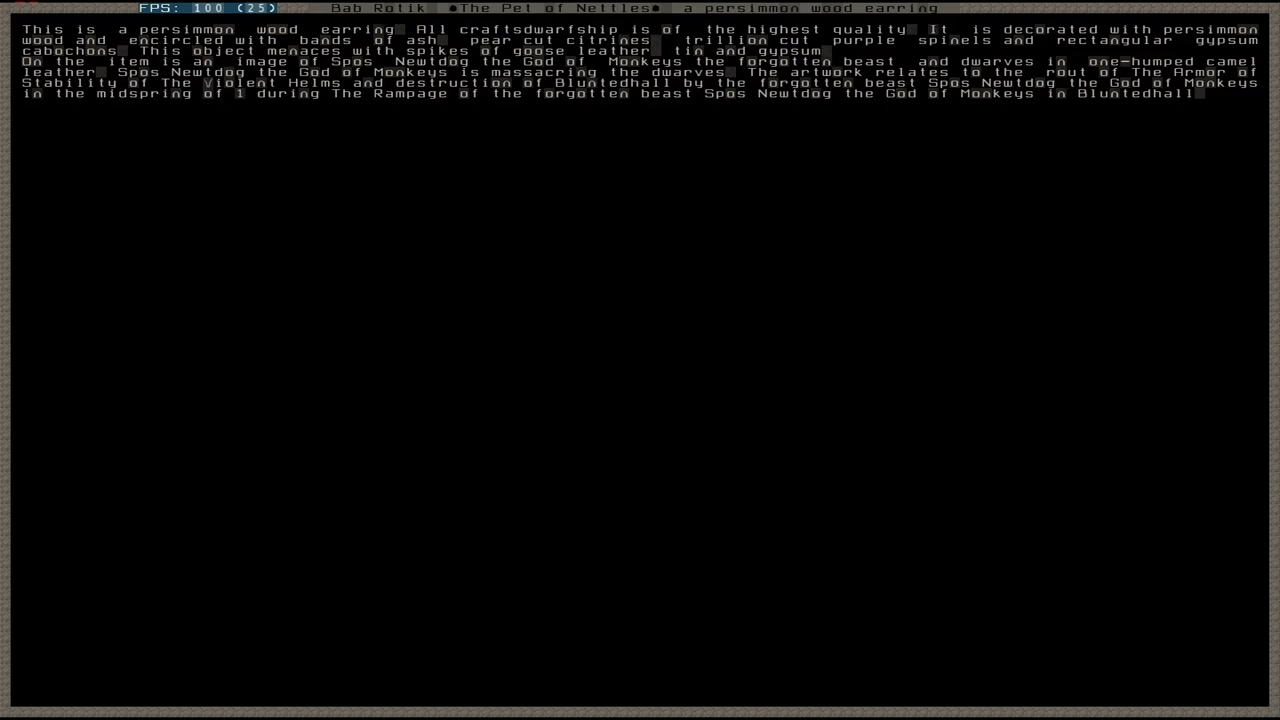 FPS: 100 (25) Bab Rotik •The Pet of Nettles• a persimmon wood earring
This is a persimmon wood earring All craftsdwarfship is of the highest quality It is decorated with persimmon
wood and encircled with bands of ash pear cut citrines trillion cut purple spinels and rectangular gypsum
cabochons This object menaces with spikes of goose leather tin and gypsum
On the item is an image of Spos Newtdog the God of Monkeys the forgotten beast and dwarves in one-humped camel
leather Spos Newtdog the God of Monkeys is massacring the dwarves The artwork relates to the rout of The Armor of
Stability of The Violent Helms and destruction of Bluntedhall by the forgotten beast Spos Newtdog the God of Monkeys
in the midspring of 1 during The Rampage of the forgotten beast Spos Newtdog the God of Monkeys in Bluntedhall